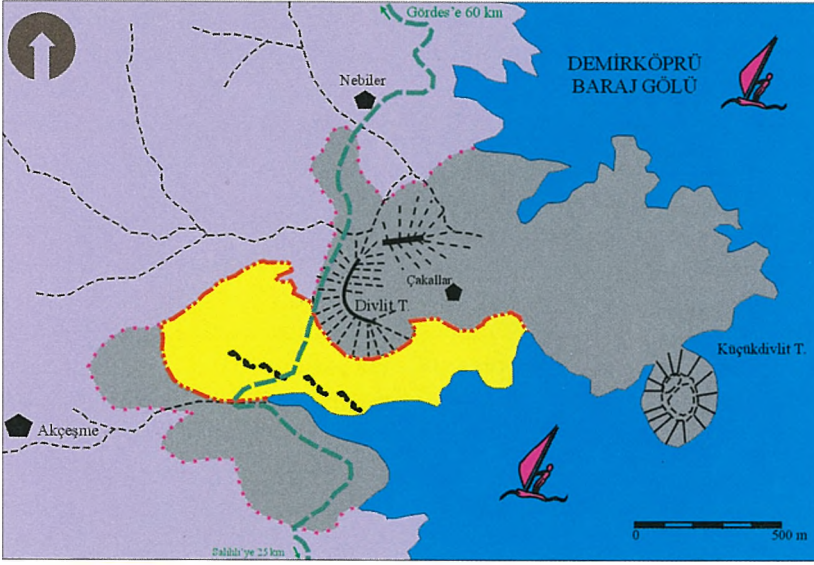 Gördes'e 60 km
DEMİRKÖPRÜ
BARAJ GÖLÜ
Nebiler
Çakallar
Divlit T.
Küçükdivlit T.
Akçeşme
0
500 m
Salihli'ye 25 km